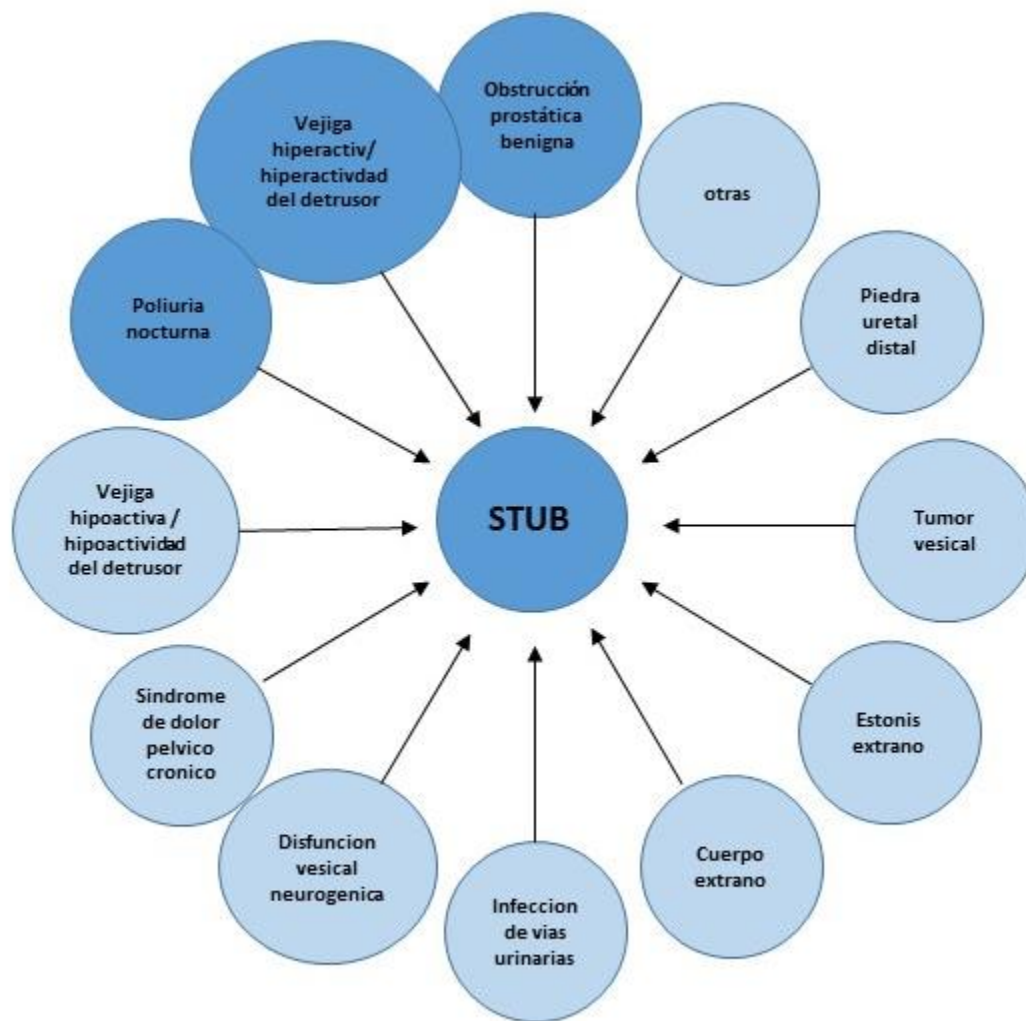 Obstrucción
prostática
benigna
Vejiga
hiperactiv/
hiperactivdad
del detrusor
otras
Poliuria
nocturna
Piedra
uretal
distal
Vejiga
hipoactiva /
hipoactividad
del detrusor
STUB
Tumor
vesical
Sindrome
de dolor
pelvico
cronico
Estonis
extrano
Disfuncion
vesical
neurogenica
Cuerpo
extrano
Infeccion
de vias
urinarias